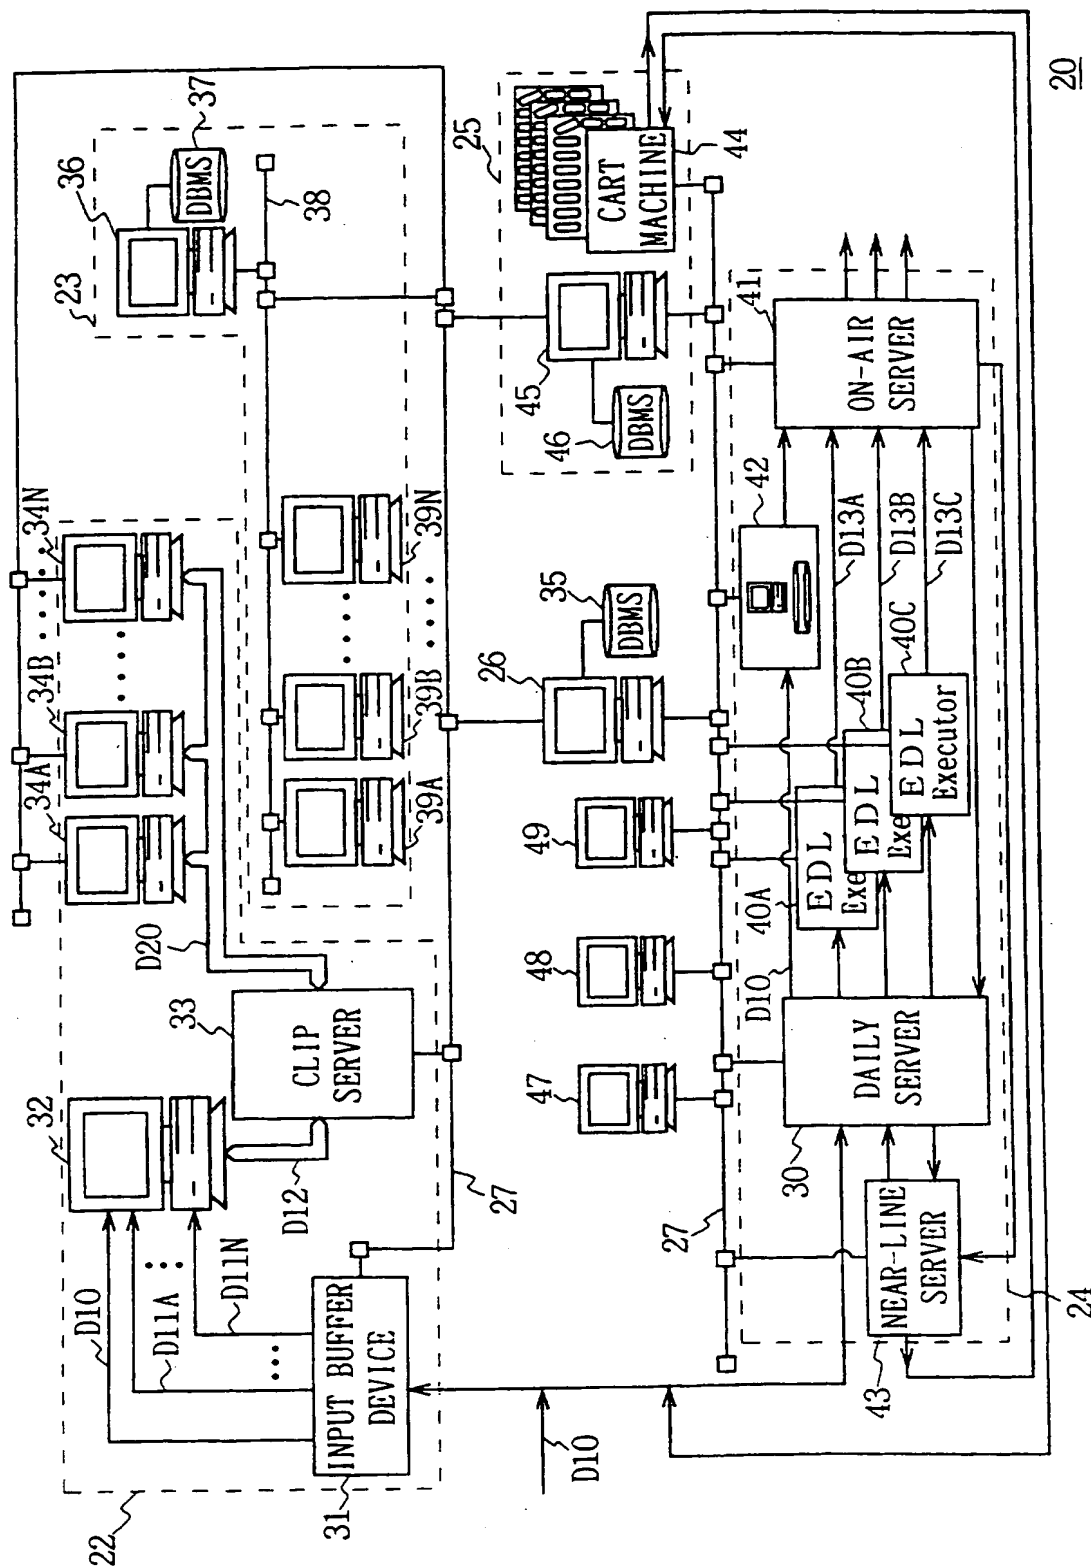 20
22
D10
D11A
D11N
INPUT BUFFER
DEVICE
31
32
D12
33
CLIP
SERVER
D20
27
34A
34B
34N
23
36
DBMS
37
38
39A
39B
39N
D10
26
DBMS
35
47
48
49
25
CART
MACHINE
44
45
DBMS
46
27
24
43
NEAR-LINE
SERVER
30
DAILY
SERVER
D10
40A
EDL
Exe
40B
EDL
Exe
40C
EDL
Executor
42
D13A
D13B
D13C
41
ON-AIR
SERVER